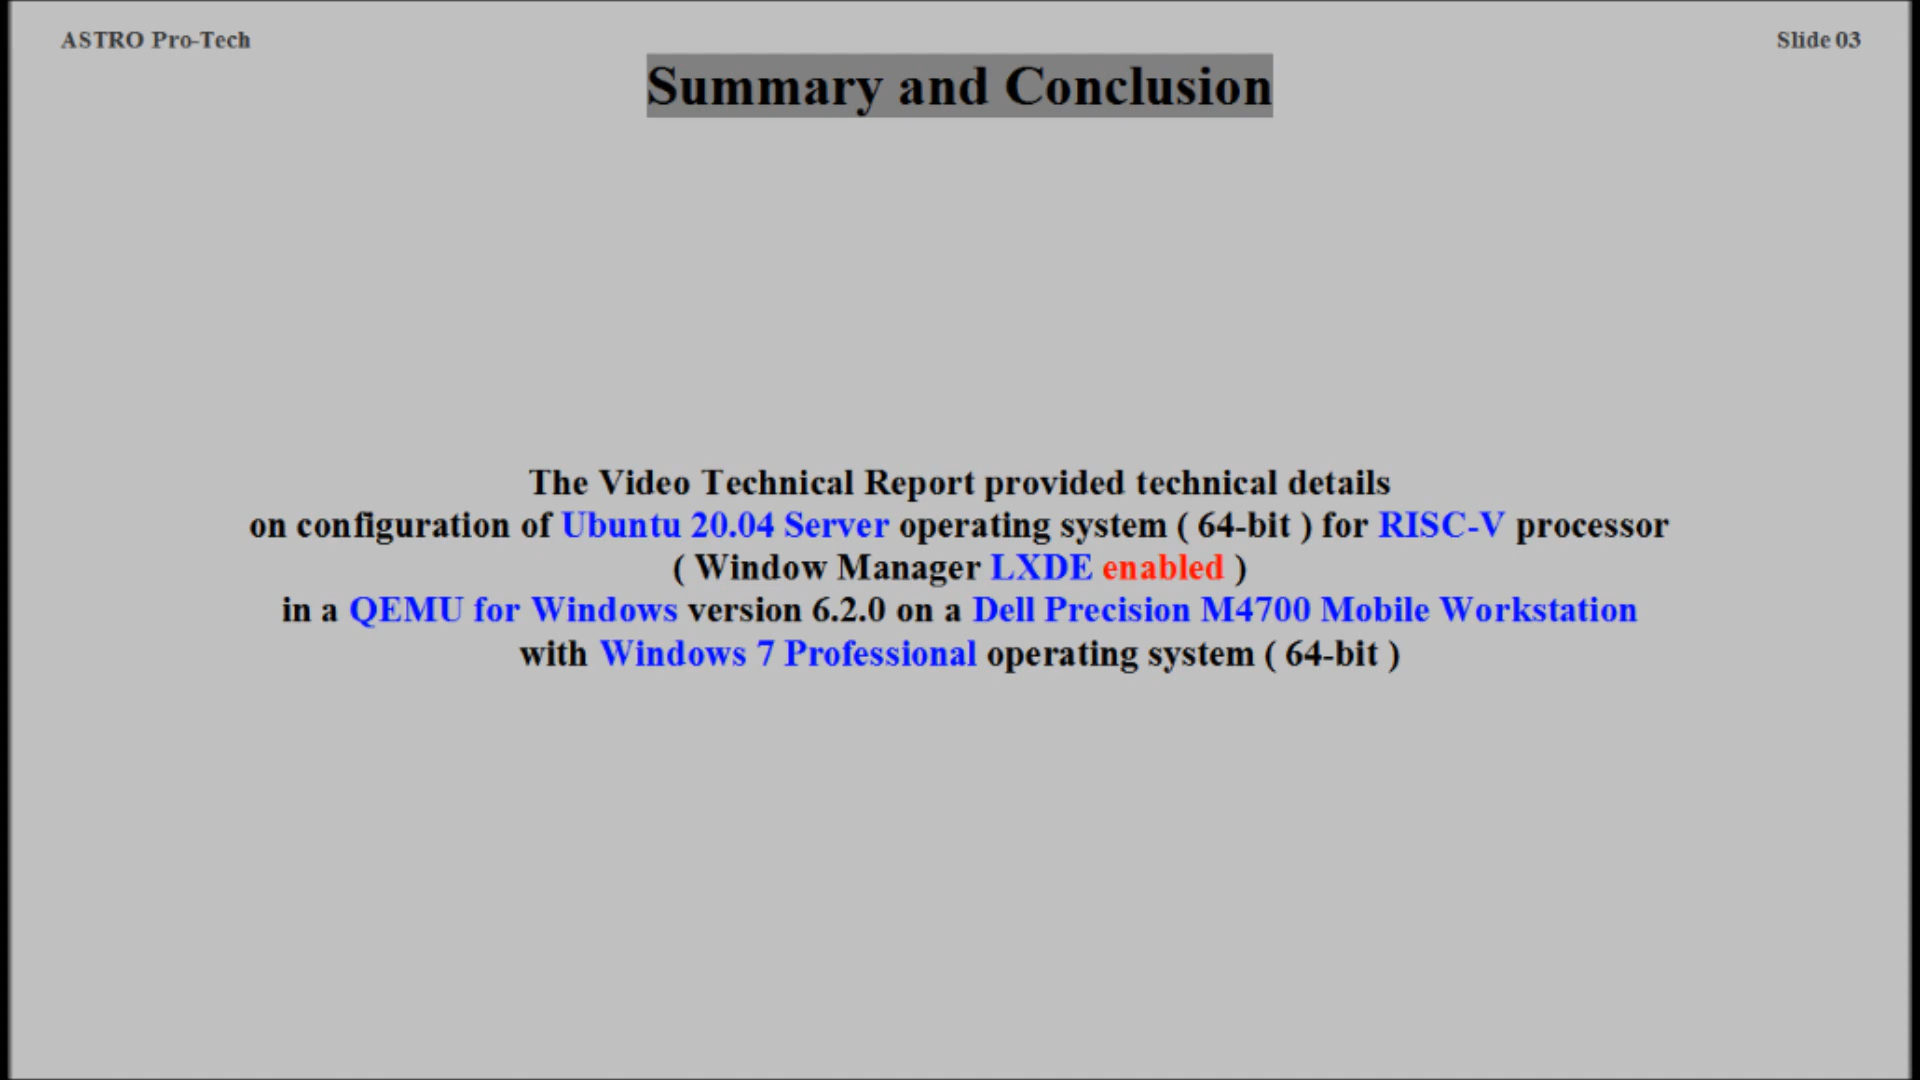 ASTRO Pro-Tech
Slide 03
Summary and Conclusion
The Video Technical Report provided technical details
on configuration of Ubuntu 20.04 Server operating system ( 64-bit ) for RISC-V processor
( Window Manager LXDE enabled )
in a QEMU for Windows version 6.2.0 on a Dell Precision M4700 Mobile Workstation
with Windows 7 Professional operating system ( 64-bit )